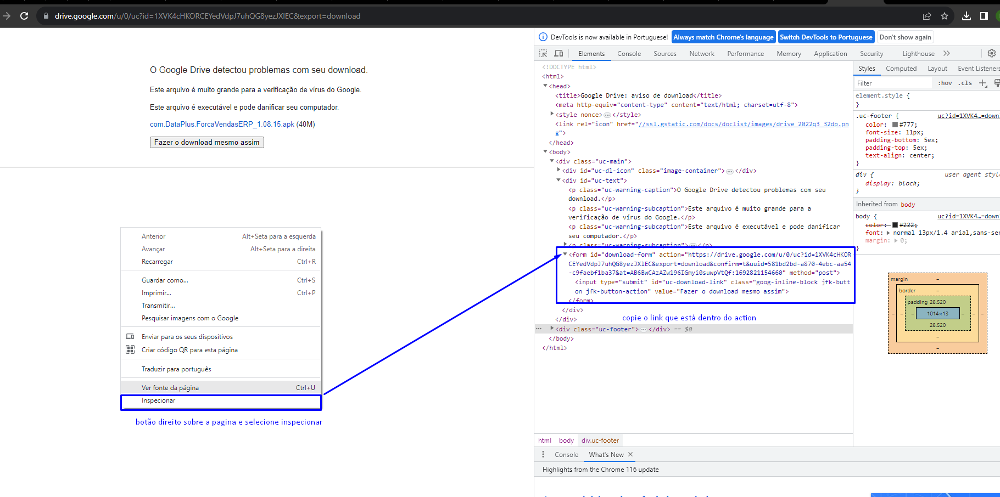 drive.google.com/u/0/uc?id=1XVK4cHKORCEYedVdpJ7uhQG8yezJXlEC&export=download
O Google Drive detectou problemas com seu download.
Este arquivo é muito grande para a verificação de vírus do Google.
Este arquivo é executável e pode danificar seu computador.
com.DataPlus.ForcaVendasERP_1.08.15.apk (40M)
Fazer o download mesmo assim
Anterior Alt+Seta para a esquerda
Avançar Alt+Seta para a direita
Recarregar Ctrl+R
Guardar como... Ctrl+S
Imprimir... Ctrl+P
Transmitir...
Pesquisar imagens com o Google
Enviar para os seus dispositivos
Criar código QR para esta página
Traduzir para português
Ver fonte da página Ctrl+U
Inspecionar
botão direito sobre a pagina e selecione inspecionar
DevTools is now available in Portuguese! Always match Chrome's language Switch DevTools to Portuguese Don't show again
Elements Console Sources Network Performance Memory Application Security Lighthouse
<!DOCTYPE html>
<html>
<head>
<title>Google Drive: aviso de download</title>
<meta http-equiv="content-type" content="text/html; charset=utf-8">
<style nonce>…</style>
<link rel="icon" href="//ssl.gstatic.com/docs/doclist/images/drive_2022q3_32dp.pn
g">
</head>
<body>
<div class="uc-main">
<div id="uc-dl-icon" class="image-container">…</div>
<div id="uc-text">
<p class="uc-warning-caption">O Google Drive detectou problemas com seu
download.</p>
<p class="uc-warning-subcaption">Este arquivo é muito grande para a
verificação de vírus do Google.</p>
<p class="uc-warning-subcaption">Este arquivo é executável e pode danificar
seu computador.</p>
<p class="uc-warning-subcaption">…</p>
<form id="download-form" action="https://drive.google.com/u/0/uc?id=1XVK4cHKOR
CEYedVdpJ7uhQG8yezJXlEC&export=download&confirm=t&uuid=581bd2bd-a870-4ebc-aa54
-c9faebf1ba37&at=AB6BwCAzAZw196IGmyi0suwpVtQf:1692821154660" method="post">
<input type="submit" id="uc-download-link" class="goog-inline-block jfk-butt
on jfk-button-action" value="Fazer o download mesmo assim">
</form>
</div>
</div>
copie o link que está dentro do action
… <div class="uc-footer">…</div> == $0
</body>
</html>
html body div.uc-footer
Console What's New
Highlights from the Chrome 116 update
Styles Computed Layout Event Listeners
Filter :hov .cls
element.style {
}
.uc-footer { uc?id=1XVK4…=down
color: #777;
font-size: 11px;
padding-bottom: 5ex;
padding-top: 5ex;
text-align: center;
}
div { user agent style
display: block;
}
Inherited from body
body { uc?id=1XVK4…=down
color: #222;
font: normal 13px/1.4 arial,sans-ser
margin: 0;
}
margin –
border –
padding 28.520
– – – 1014×13 – – –
28.520
–
–